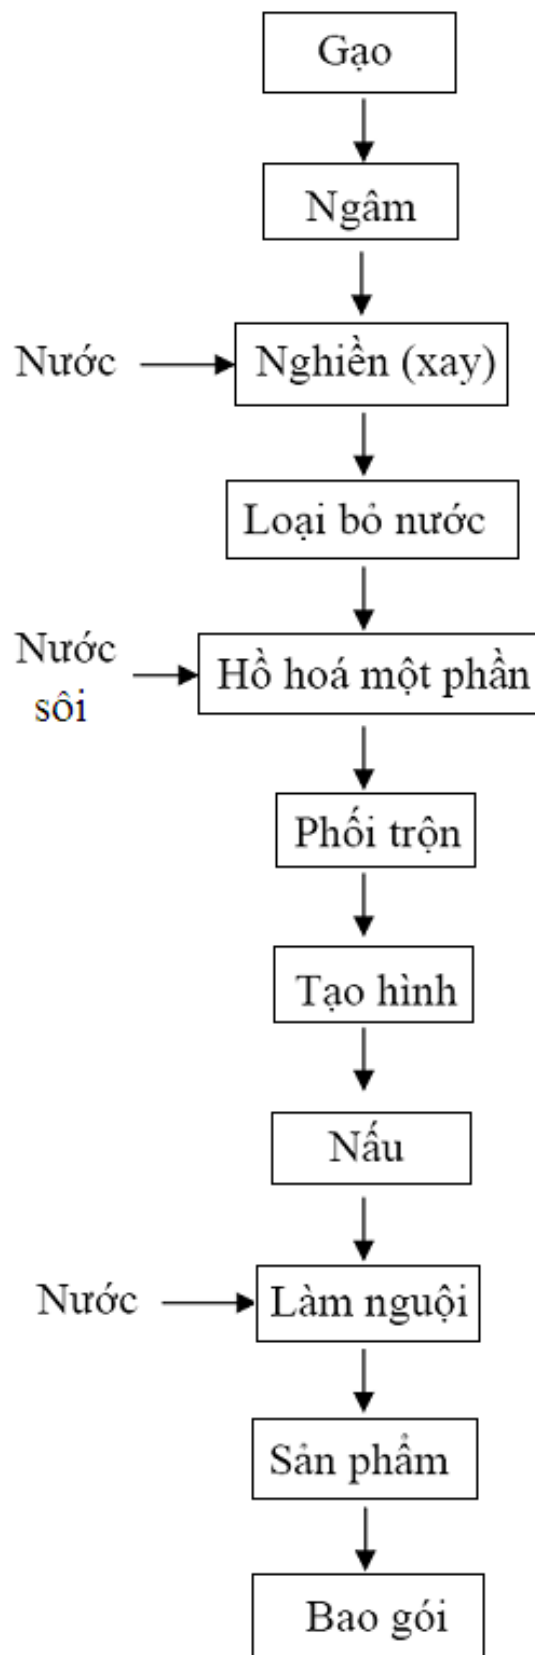 Gạo
Ngâm
Nước
Nghiền (xay)
Loại bỏ nước
Nước
sôi
Hồ hoá một phần
Phối trộn
Tạo hình
Nấu
Nước
Làm nguội
Sản phẩm
Bao gói